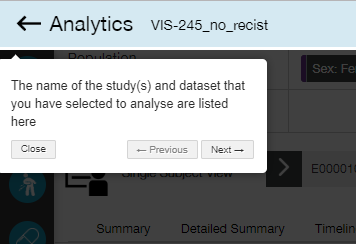 ← Analytics VIS-245_no_recist
Population
Sex: Fe
The name of the study(s) and dataset that
you have selected to analyse are listed
here
Close
← Previous
Next →
Single Subject View
E000010
Summary
Detailed Summary
Timelin